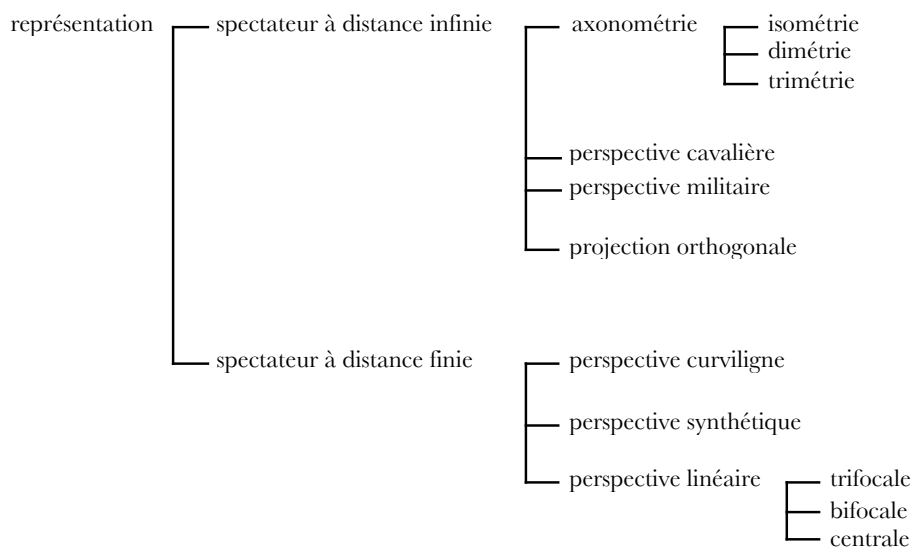 représentation
spectateur à distance infinie
axonométrie
isométrie
dimétrie
trimétrie
perspective cavalière
perspective militaire
projection orthogonale
spectateur à distance finie
perspective curviligne
perspective synthétique
perspective linéaire
trifocale
bifocale
centrale